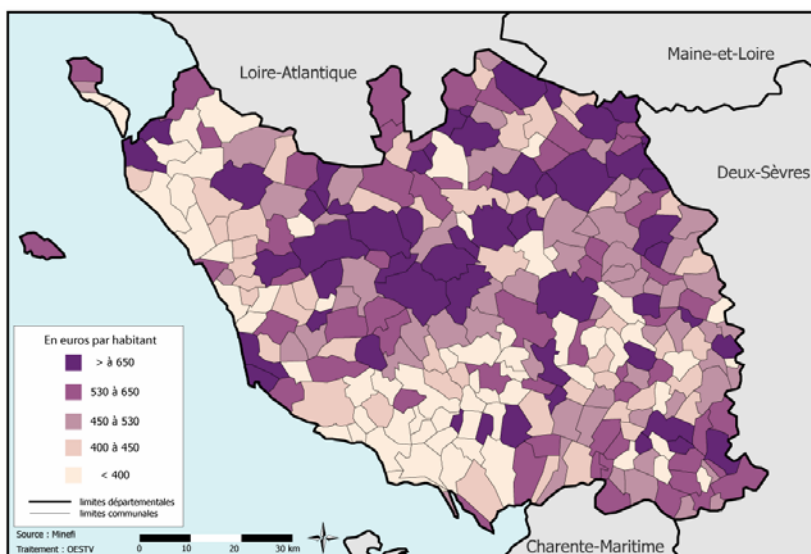 Loire-Atlantique
Maine-et-Loire
Deux-Sèvres
En euros par habitant
> à 650
530 à 650
450 à 530
400 à 450
< 400
limites départementales
limites communales
Source : Minefi
Traitement : OESTV
0 10 20 30 km
Charente-Maritime